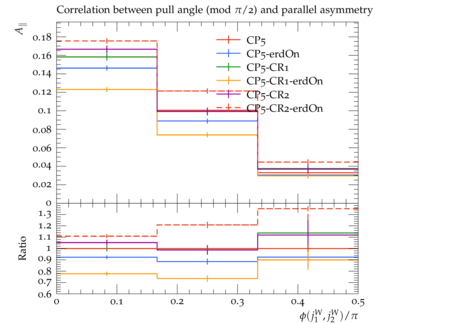 Correlation between pull angle (mod π/2) and parallel asymmetry
A∥
0.18
0.16
0.14
0.12
0.1
0.08
0.06
0.04
0.02
0
CP5
CP5-erdOn
CP5-CR1
CP5-CR1-erdOn
CP5-CR2
CP5-CR2-erdOn
Ratio
1.3
1.2
1.1
1
0.9
0.8
0.7
0.6
0 0.1 0.2 0.3 0.4 0.5
ϕ(j₁ᵂ, j₂ᵂ)/π